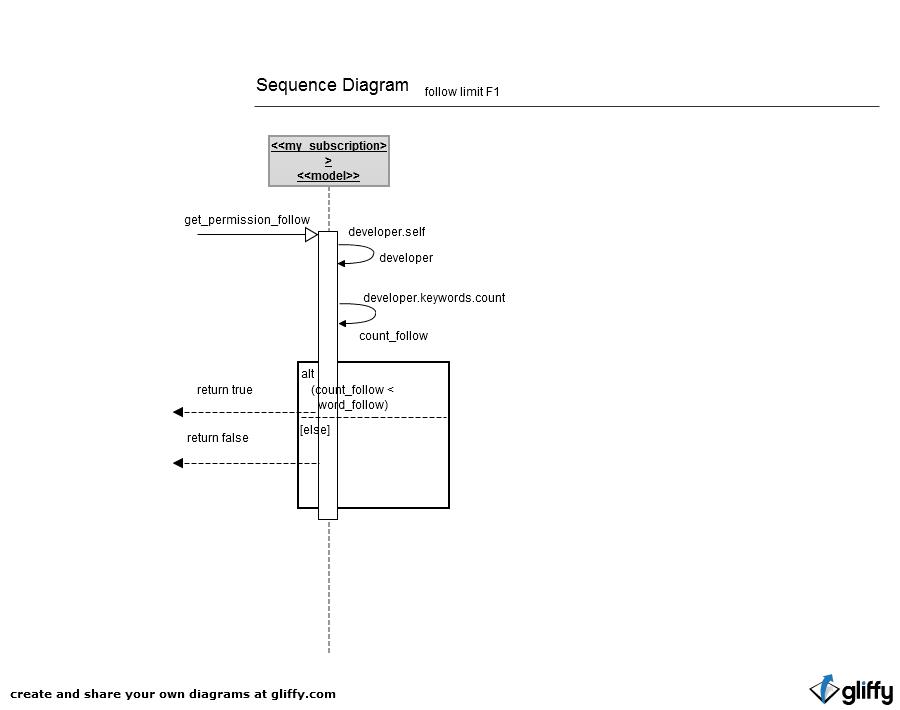 Sequence Diagram
follow limit F1
<<my_subscription>
>
<<model>>
get_permission_follow
developer.self
developer
developer.keywords.count
count_follow
alt
(count_follow <
word_follow)
return true
[else]
return false
create and share your own diagrams at gliffy.com
gliffy